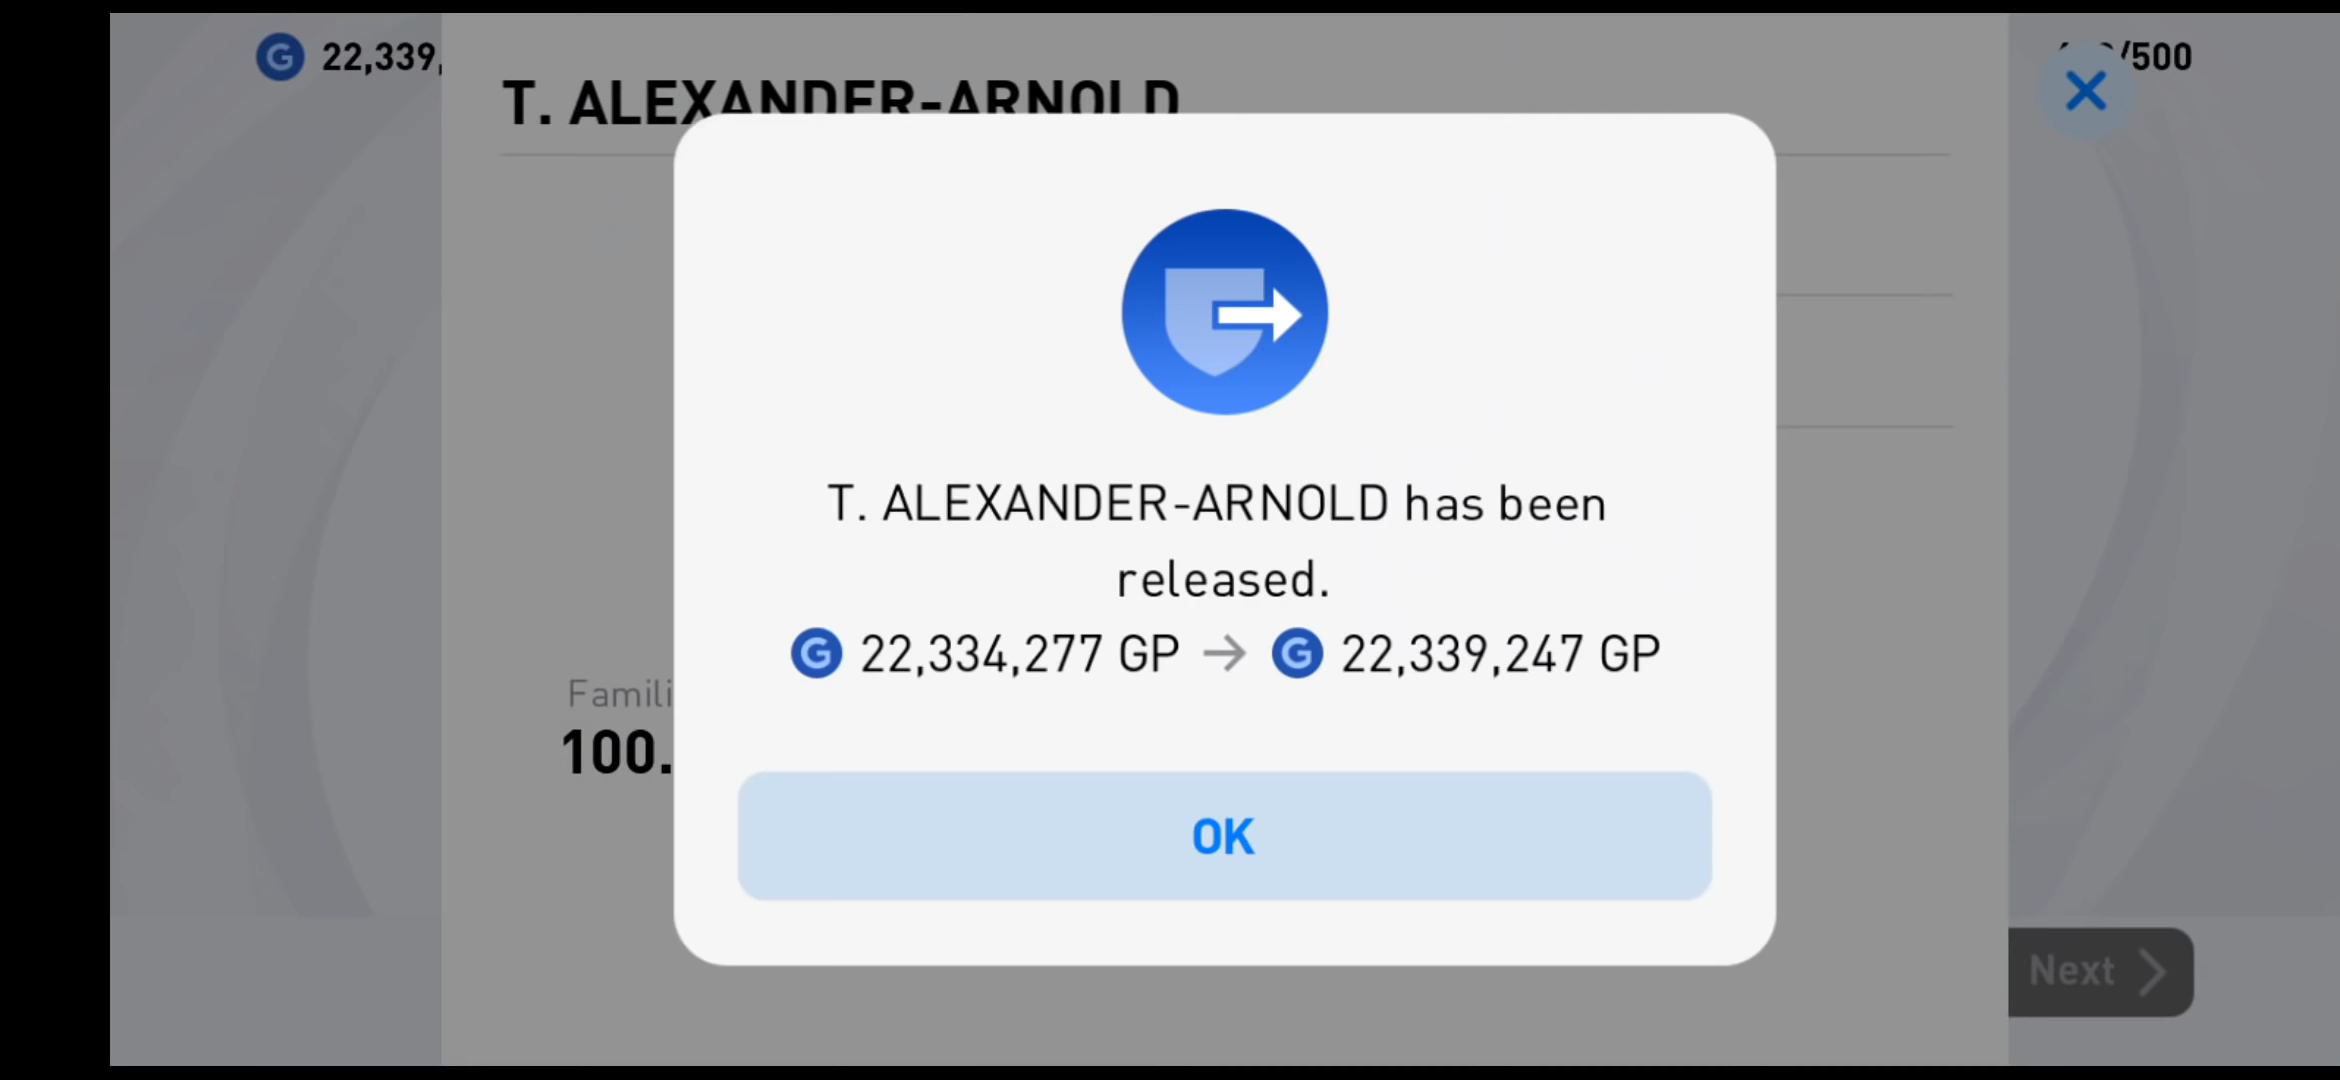 22,339,
/500
T. ALEXANDER-ARNOLD
T. ALEXANDER-ARNOLD has been
released.
22,334,277 GP → 22,339,247 GP
Famili
100.
OK
Next